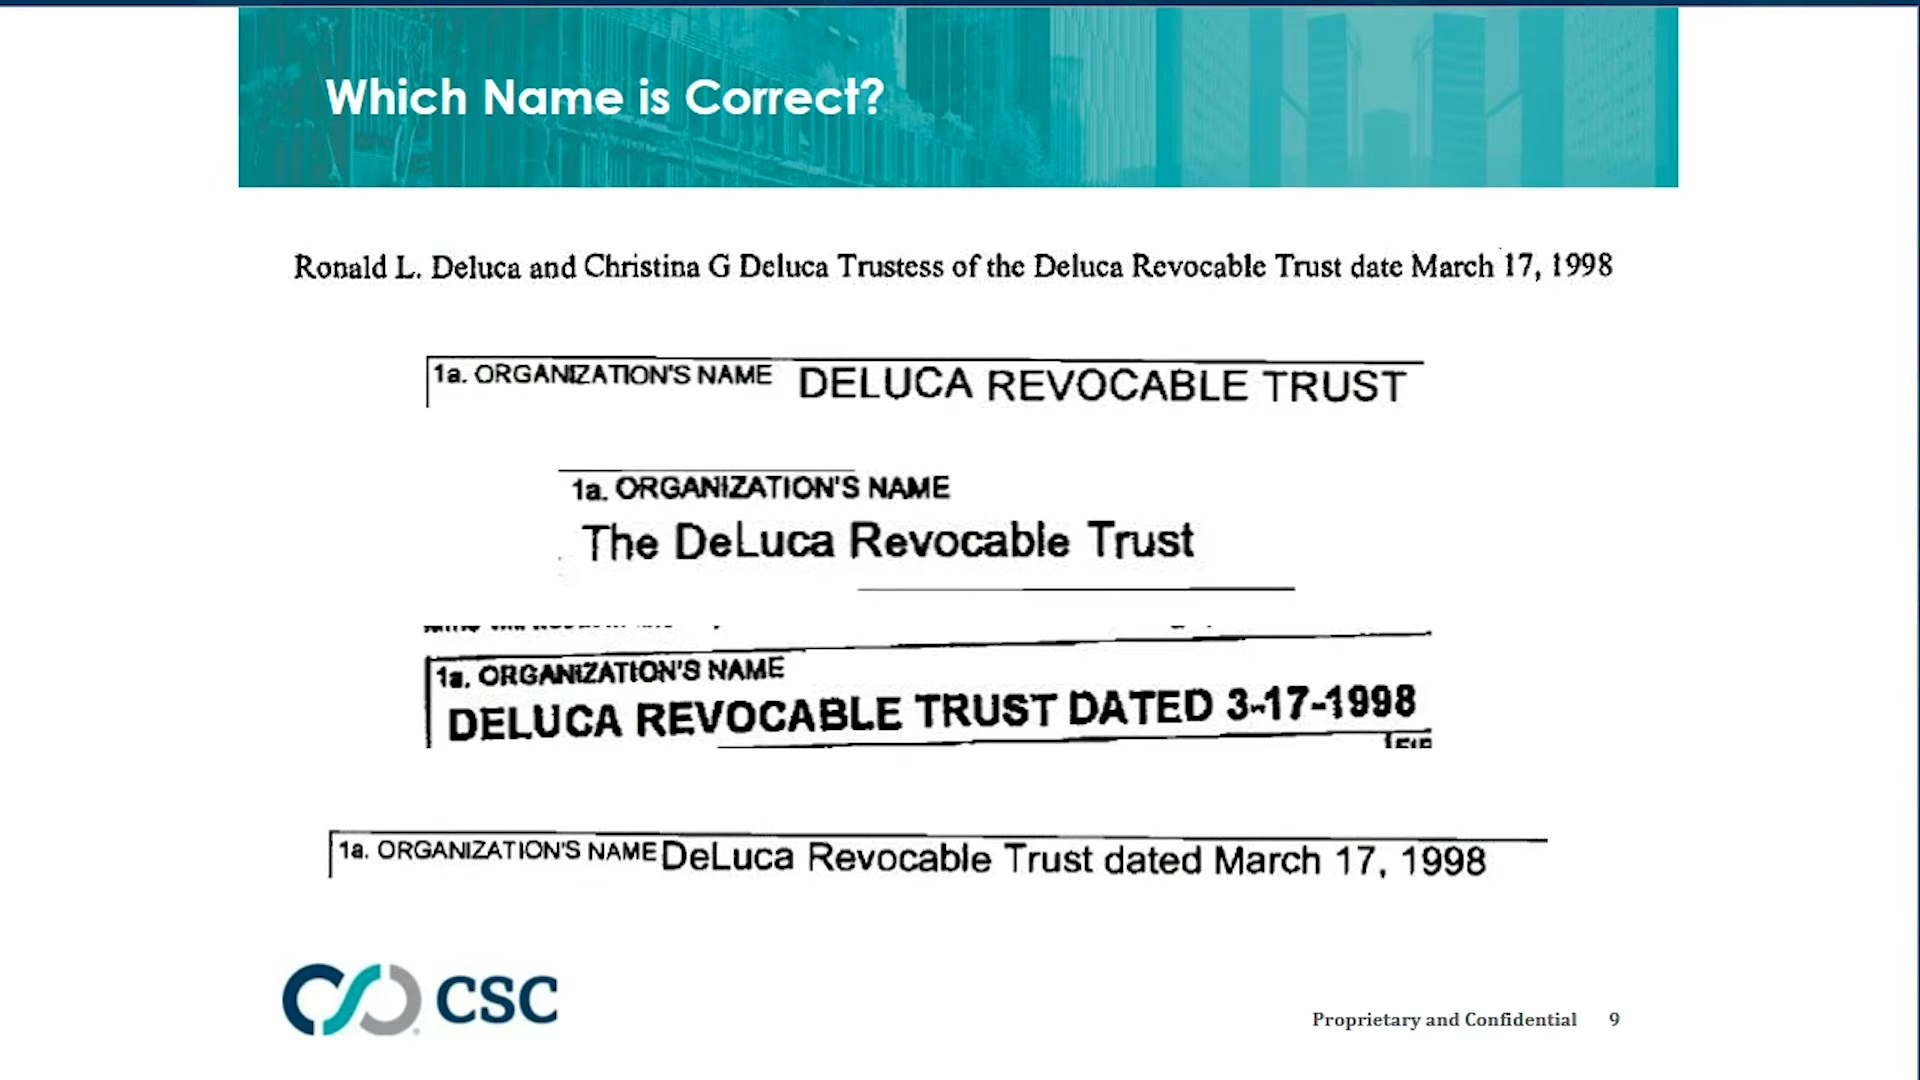 Which Name is Correct?
Ronald L. Deluca and Christina G Deluca Trustess of the Deluca Revocable Trust date March 17, 1998
1a. ORGANIZATION'S NAME DELUCA REVOCABLE TRUST
1a. ORGANIZATION'S NAME
The DeLuca Revocable Trust
1a. ORGANIZATION'S NAME
DELUCA REVOCABLE TRUST DATED 3-17-1998
1a. ORGANIZATION'S NAME DeLuca Revocable Trust dated March 17, 1998
CSC
Proprietary and Confidential 9